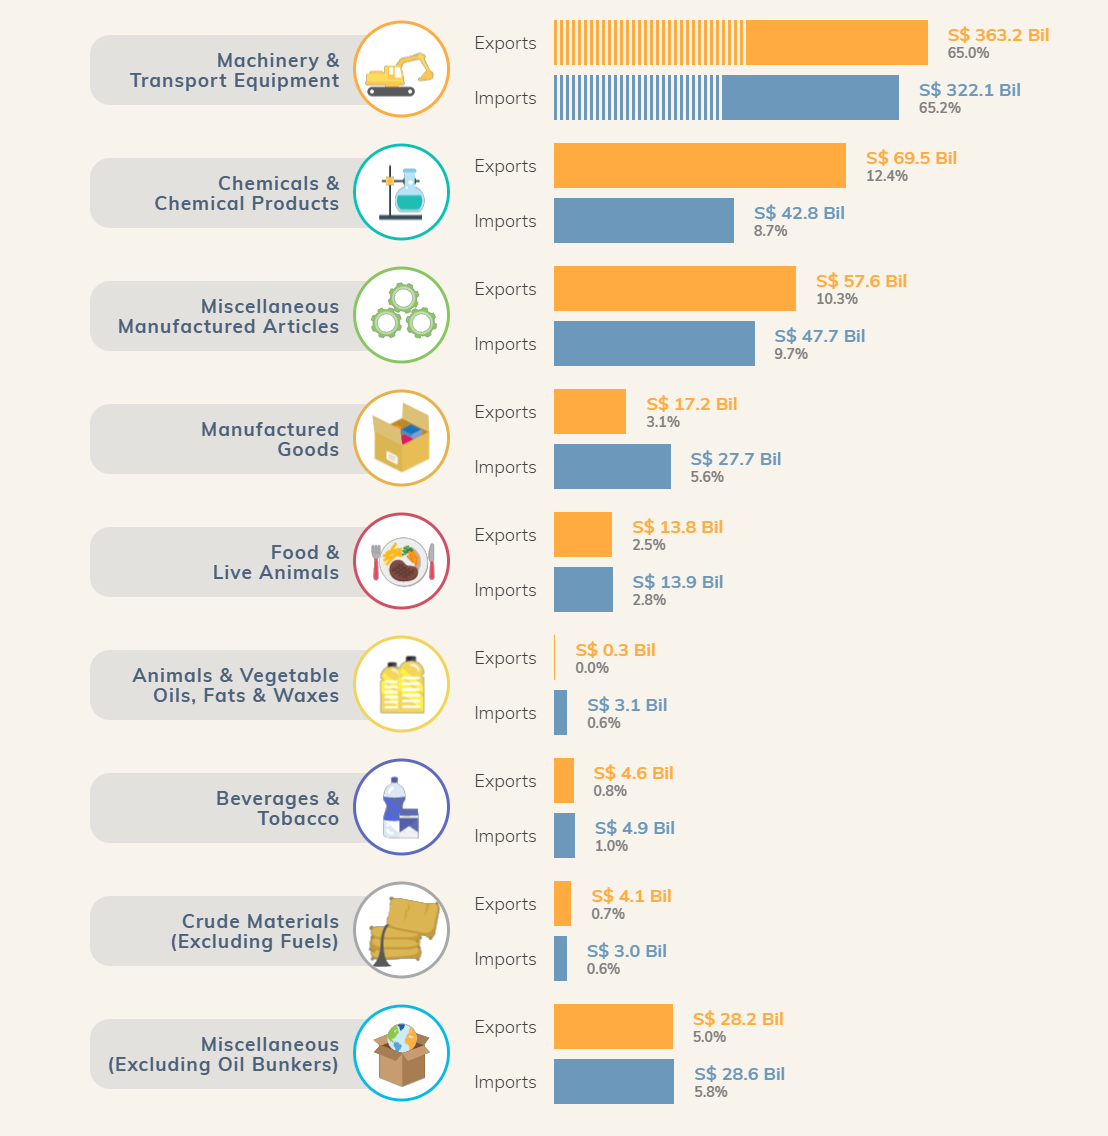 Machinery &
Transport Equipment
Exports
S$ 363.2 Bil
65.0%
Imports
S$ 322.1 Bil
65.2%
Chemicals &
Chemical Products
Exports
S$ 69.5 Bil
12.4%
Imports
S$ 42.8 Bil
8.7%
Miscellaneous
Manufactured Articles
Exports
S$ 57.6 Bil
10.3%
Imports
S$ 47.7 Bil
9.7%
Manufactured
Goods
Exports
S$ 17.2 Bil
3.1%
Imports
S$ 27.7 Bil
5.6%
Food &
Live Animals
Exports
S$ 13.8 Bil
2.5%
Imports
S$ 13.9 Bil
2.8%
Animals & Vegetable
Oils, Fats & Waxes
Exports
S$ 0.3 Bil
0.0%
Imports
S$ 3.1 Bil
0.6%
Beverages &
Tobacco
Exports
S$ 4.6 Bil
0.8%
Imports
S$ 4.9 Bil
1.0%
Crude Materials
(Excluding Fuels)
Exports
S$ 4.1 Bil
0.7%
Imports
S$ 3.0 Bil
0.6%
Miscellaneous
(Excluding Oil Bunkers)
Exports
S$ 28.2 Bil
5.0%
Imports
S$ 28.6 Bil
5.8%